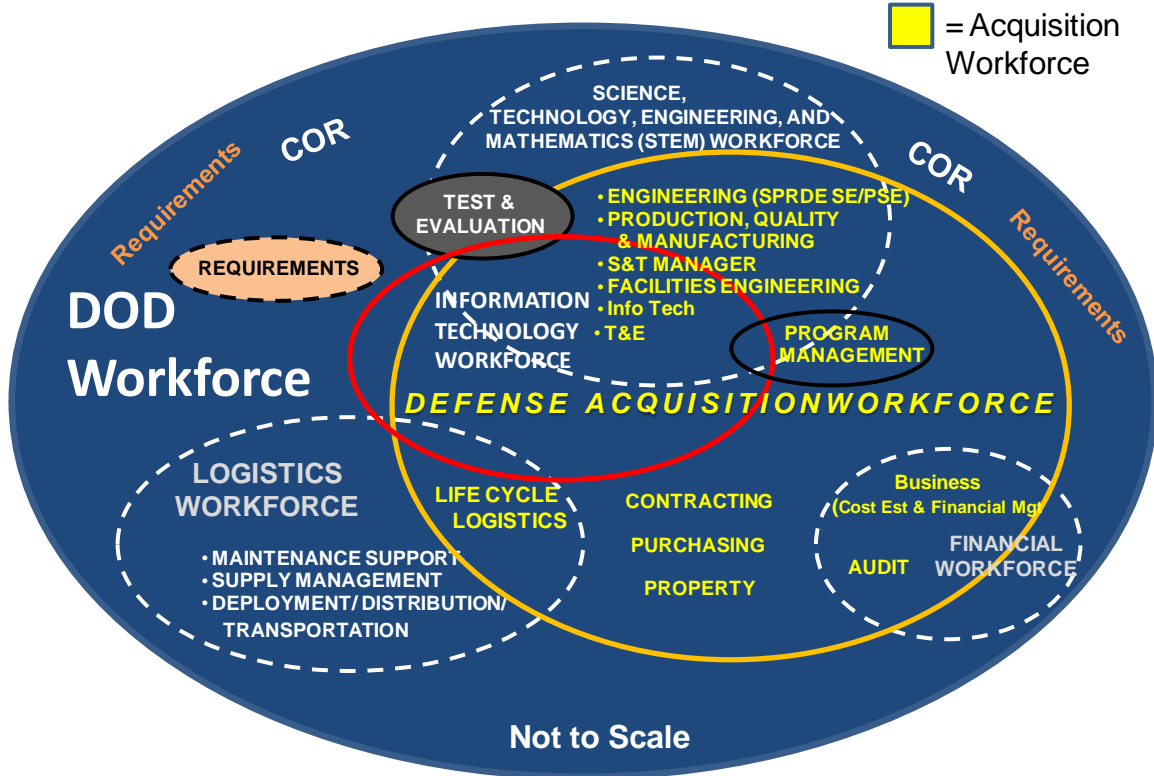 = Acquisition
Workforce
SCIENCE,
TECHNOLOGY, ENGINEERING, AND
MATHEMATICS (STEM) WORKFORCE
COR
COR
Requirements
Requirements
TEST &
EVALUATION
• ENGINEERING (SPRDE SE/PSE)
• PRODUCTION, QUALITY
& MANUFACTURING
• S&T MANAGER
• FACILITIES ENGINEERING
• Info Tech
• T&E
REQUIREMENTS
DOD
Workforce
INFORMATION
TECHNOLOGY
WORKFORCE
PROGRAM
MANAGEMENT
DEFENSE ACQUISITIONWORKFORCE
LOGISTICS
WORKFORCE
LIFE CYCLE
LOGISTICS
• MAINTENANCE SUPPORT
• SUPPLY MANAGEMENT
• DEPLOYMENT/ DISTRIBUTION/
TRANSPORTATION
CONTRACTING
PURCHASING
PROPERTY
Business
(Cost Est & Financial Mgt
AUDIT
FINANCIAL
WORKFORCE
Not to Scale